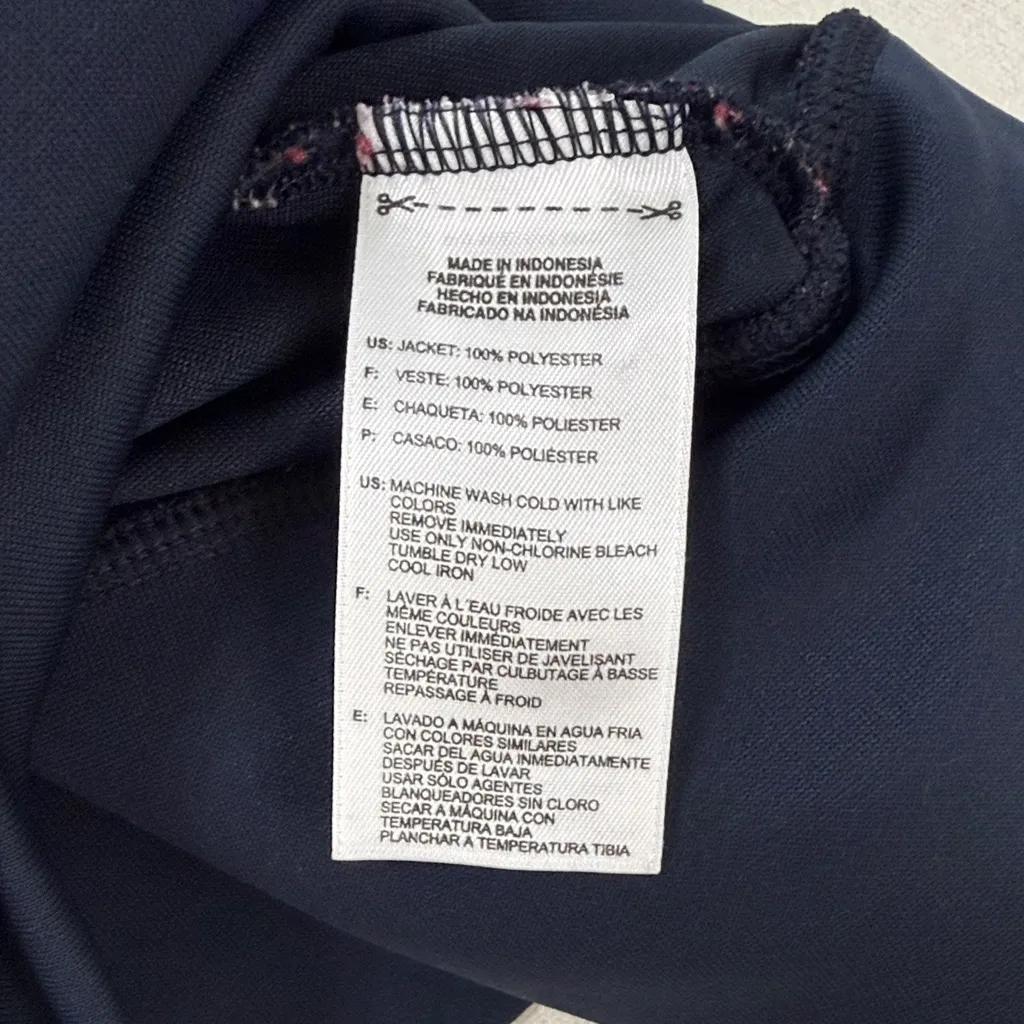 MADE IN INDONESIA
FABRIQUÉ EN INDONÉSIE
HECHO EN INDONESIA
FABRICADO NA INDONÉSIA
US: JACKET: 100% POLYESTER
F: VESTE: 100% POLYESTER
E: CHAQUETA: 100% POLIESTER
P: CASACO: 100% POLIÉSTER
US: MACHINE WASH COLD WITH LIKE
COLORS
REMOVE IMMEDIATELY
USE ONLY NON-CHLORINE BLEACH
TUMBLE DRY LOW
COOL IRON
F: LAVER À L'EAU FROIDE AVEC LES
MÊME COULEURS
ENLEVER IMMÉDIATEMENT
NE PAS UTILISER DE JAVELISANT
SÉCHAGE PAR CULBUTAGE À BASSE
TEMPÉRATURE
REPASSAGE À FROID
E: LAVADO A MÁQUINA EN AGUA FRIA
CON COLORES SIMILARES
SACAR DEL AGUA INMEDIATAMENTE
DESPUÉS DE LAVAR
USAR SÓLO AGENTES
BLANQUEADORES SIN CLORO
SECAR A MÁQUINA CON
TEMPERATURA BAJA
PLANCHAR A TEMPERATURA TIBIA